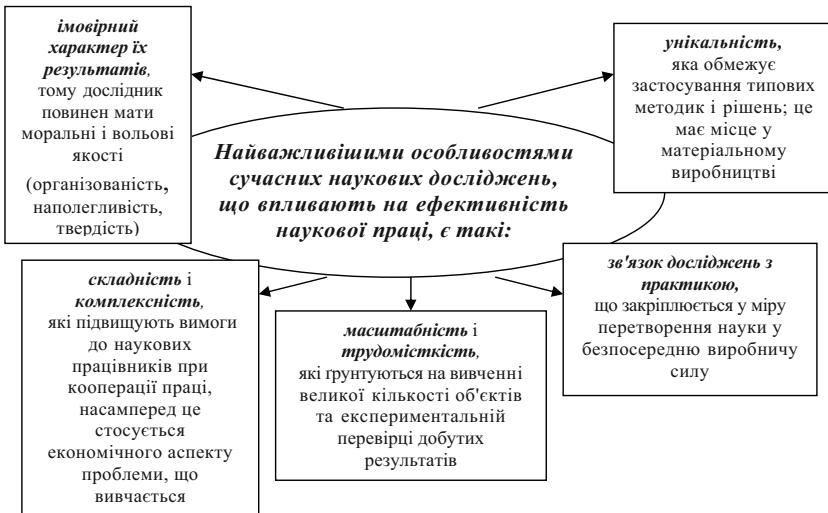 імовірний
характер їх
результатів,
тому дослідник
повинен мати
моральні і вольові
якості
(організованість,
наполегливість,
твердість)
унікальність,
яка обмежує
застосування типових
методик і рішень; це
має місце у
матеріальному
виробництві
Найважливішими особливостями
сучасних наукових досліджень,
що впливають на ефективність
наукової праці, є такі:
складність і
комплексність,
які підвищують вимоги
до наукових
працівників при
кооперації праці,
насамперед це
стосується
економічного аспекту
проблеми, що
вивчається
масштабність і
трудомісткість,
які ґрунтуються на вивченні
великої кількості об'єктів
та експериментальній
перевірці добутих
результатів
зв'язок досліджень з
практикою,
що закріплюється у міру
перетворення науки у
безпосередню виробничу
силу